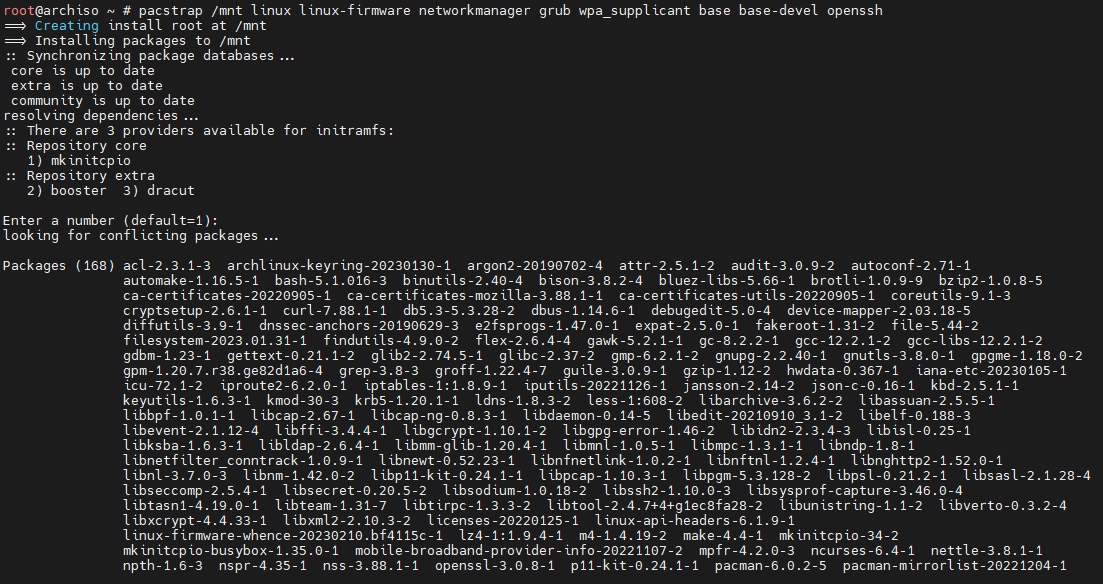 root@archiso ~ # pacstrap /mnt linux linux-firmware networkmanager grub wpa_supplicant base base-devel openssh
==> Creating install root at /mnt
==> Installing packages to /mnt
:: Synchronizing package databases...
 core is up to date
 extra is up to date
 community is up to date
resolving dependencies...
:: There are 3 providers available for initramfs:
:: Repository core
   1) mkinitcpio
:: Repository extra
   2) booster  3) dracut

Enter a number (default=1):
looking for conflicting packages...

Packages (168) acl-2.3.1-3  archlinux-keyring-20230130-1  argon2-20190702-4  attr-2.5.1-2  audit-3.0.9-2  autoconf-2.71-1
               automake-1.16.5-1  bash-5.1.016-3  binutils-2.40-4  bison-3.8.2-4  bluez-libs-5.66-1  brotli-1.0.9-9  bzip2-1.0.8-5
               ca-certificates-20220905-1  ca-certificates-mozilla-3.88.1-1  ca-certificates-utils-20220905-1  coreutils-9.1-3
               cryptsetup-2.6.1-1  curl-7.88.1-1  db5.3-5.3.28-2  dbus-1.14.6-1  debugedit-5.0-4  device-mapper-2.03.18-5
               diffutils-3.9-1  dnssec-anchors-20190629-3  e2fsprogs-1.47.0-1  expat-2.5.0-1  fakeroot-1.31-2  file-5.44-2
               filesystem-2023.01.31-1  findutils-4.9.0-2  flex-2.6.4-4  gawk-5.2.1-1  gc-8.2.2-1  gcc-12.2.1-2  gcc-libs-12.2.1-2
               gdbm-1.23-1  gettext-0.21.1-2  glib2-2.74.5-1  glibc-2.37-2  gmp-6.2.1-2  gnupg-2.2.40-1  gnutls-3.8.0-1  gpgme-1.18.0-2
               gpm-1.20.7.r38.ge82d1a6-4  grep-3.8-3  groff-1.22.4-7  guile-3.0.9-1  gzip-1.12-2  hwdata-0.367-1  iana-etc-20230105-1
               icu-72.1-2  iproute2-6.2.0-1  iptables-1:1.8.9-1  iputils-20221126-1  jansson-2.14-2  json-c-0.16-1  kbd-2.5.1-1
               keyutils-1.6.3-1  kmod-30-3  krb5-1.20.1-1  ldns-1.8.3-2  less-1:608-2  libarchive-3.6.2-2  libassuan-2.5.5-1
               libbpf-1.0.1-1  libcap-2.67-1  libcap-ng-0.8.3-1  libdaemon-0.14-5  libedit-20210910_3.1-2  libelf-0.188-3
               libevent-2.1.12-4  libffi-3.4.4-1  libgcrypt-1.10.1-2  libgpg-error-1.46-2  libidn2-2.3.4-3  libisl-0.25-1
               libksba-1.6.3-1  libldap-2.6.4-1  libmm-glib-1.20.4-1  libmnl-1.0.5-1  libmpc-1.3.1-1  libndp-1.8-1
               libnetfilter_conntrack-1.0.9-1  libnewt-0.52.23-1  libnfnetlink-1.0.2-1  libnftnl-1.2.4-1  libnghttp2-1.52.0-1
               libnl-3.7.0-3  libnm-1.42.0-2  libp11-kit-0.24.1-1  libpcap-1.10.3-1  libpgm-5.3.128-2  libpsl-0.21.2-1  libsasl-2.1.28-4
               libseccomp-2.5.4-1  libsecret-0.20.5-2  libsodium-1.0.18-2  libssh2-1.10.0-3  libsysprof-capture-3.46.0-4
               libtasn1-4.19.0-1  libteam-1.31-7  libtirpc-1.3.3-2  libtool-2.4.7+4+g1ec8fa28-2  libunistring-1.1-2  libverto-0.3.2-4
               libxcrypt-4.4.33-1  libxml2-2.10.3-2  licenses-20220125-1  linux-api-headers-6.1.9-1
               linux-firmware-whence-20230210.bf4115c-1  lz4-1:1.9.4-1  m4-1.4.19-2  make-4.4-1  mkinitcpio-34-2
               mkinitcpio-busybox-1.35.0-1  mobile-broadband-provider-info-20221107-2  mpfr-4.2.0-3  ncurses-6.4-1  nettle-3.8.1-1
               npth-1.6-3  nspr-4.35-1  nss-3.88.1-1  openssl-3.0.8-1  p11-kit-0.24.1-1  pacman-6.0.2-5  pacman-mirrorlist-20221204-1